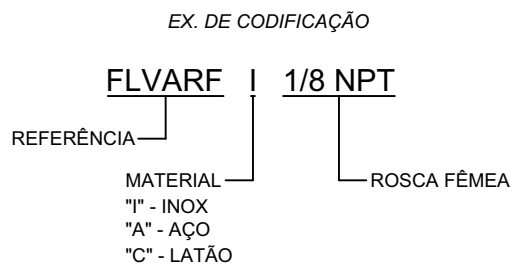 EX. DE CODIFICAÇÃO
FLVARF I 1/8 NPT
REFERÊNCIA
MATERIAL
"I" - INOX
"A" - AÇO
"C" - LATÃO
ROSCA FÊMEA